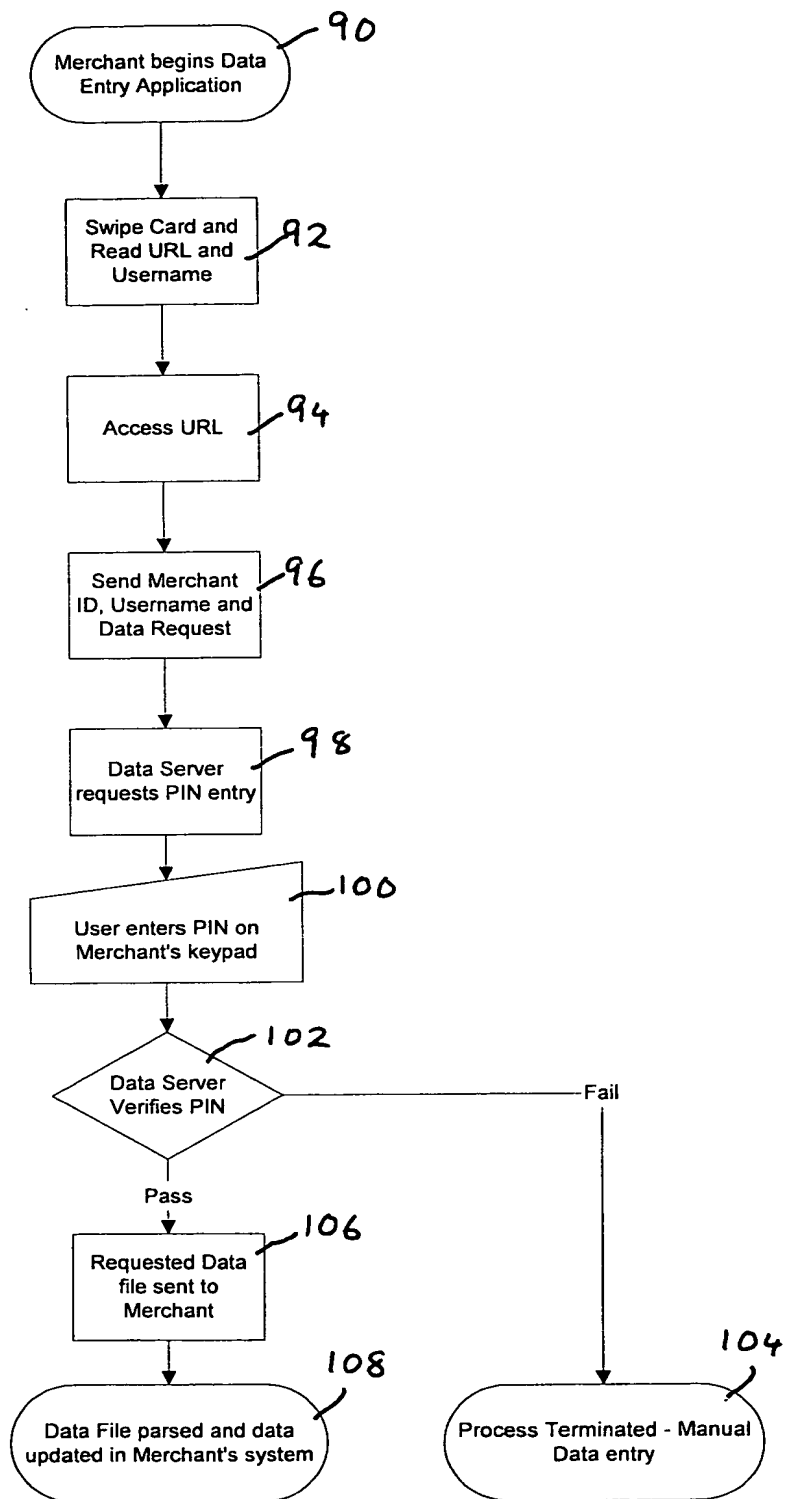 90
Merchant begins Data
Entry Application
Swipe Card and
Read URL and
Username
92
Access URL
94
Send Merchant
ID, Username and
Data Request
96
Data Server
requests PIN entry
98
100
User enters PIN on
Merchant's keypad
102
Data Server
Verifies PIN
Fail
Pass
106
Requested Data
file sent to
Merchant
108
Data File parsed and data
updated in Merchant's system
104
Process Terminated - Manual
Data entry